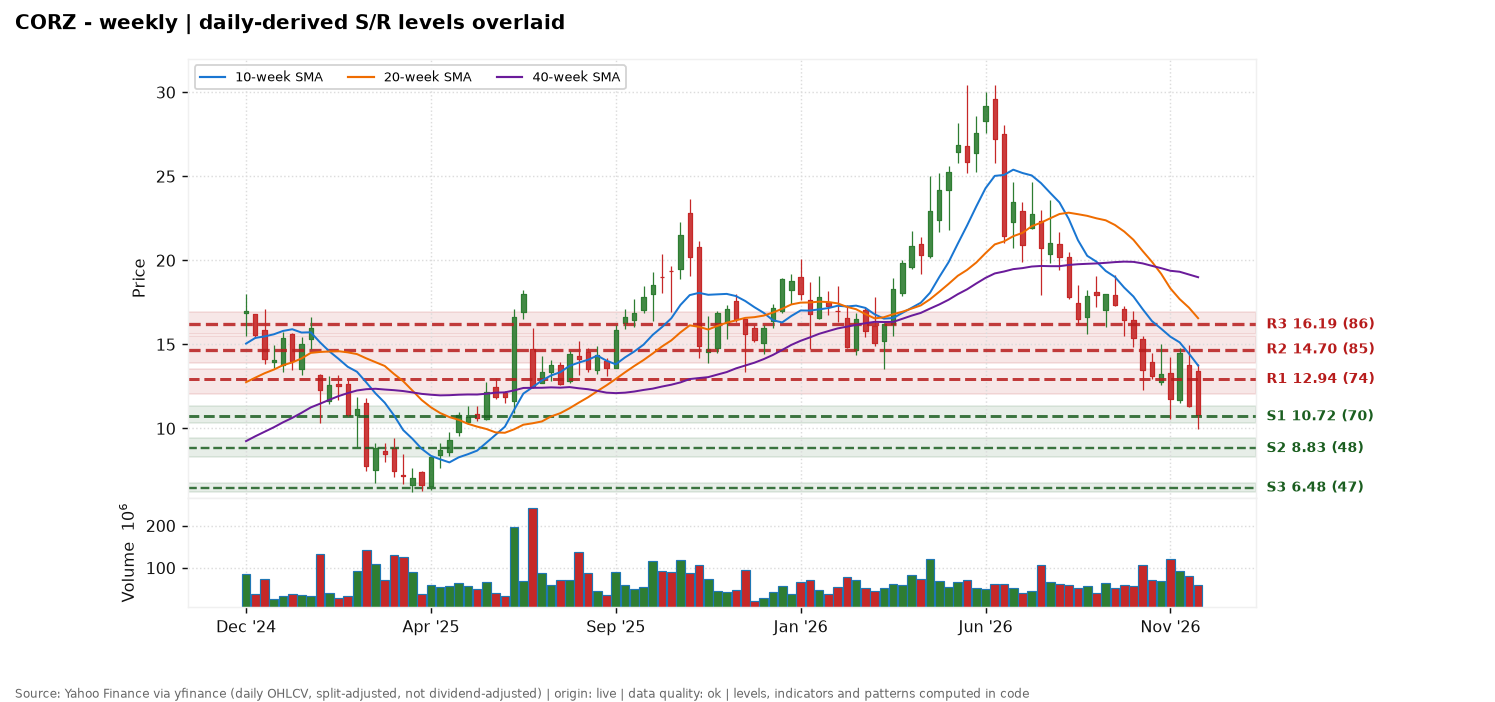 CORZ - weekly | daily-derived S/R levels overlaid
10-week SMA 20-week SMA 40-week SMA
30
25
20
15
10
Price
R3 16.19 (86)
R2 14.70 (85)
R1 12.94 (74)
S1 10.72 (70)
S2 8.83 (48)
S3 6.48 (47)
200
100
Volume 10^6
Dec '24 Apr '25 Sep '25 Jan '26 Jun '26 Nov '26
Source: Yahoo Finance via yfinance (daily OHLCV, split-adjusted, not dividend-adjusted) | origin: live | data quality: ok | levels, indicators and patterns computed in code